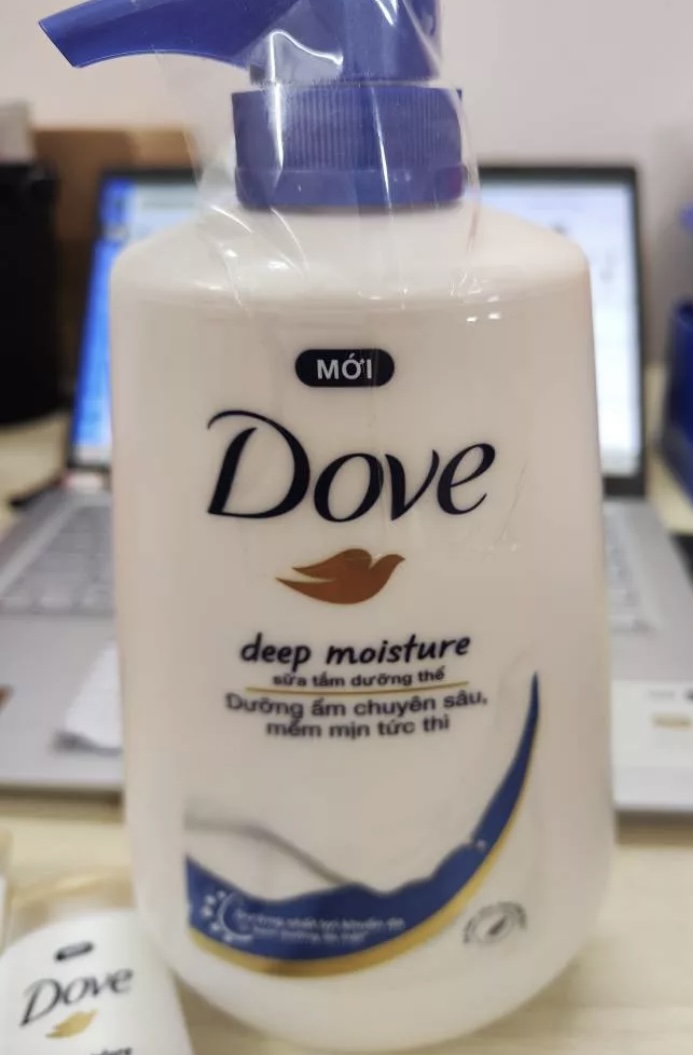 MỚI
Dove
deep moisture
sữa tắm dưỡng thể
Dưỡng ẩm chuyên sâu,
mềm mịn tức thì
Dove